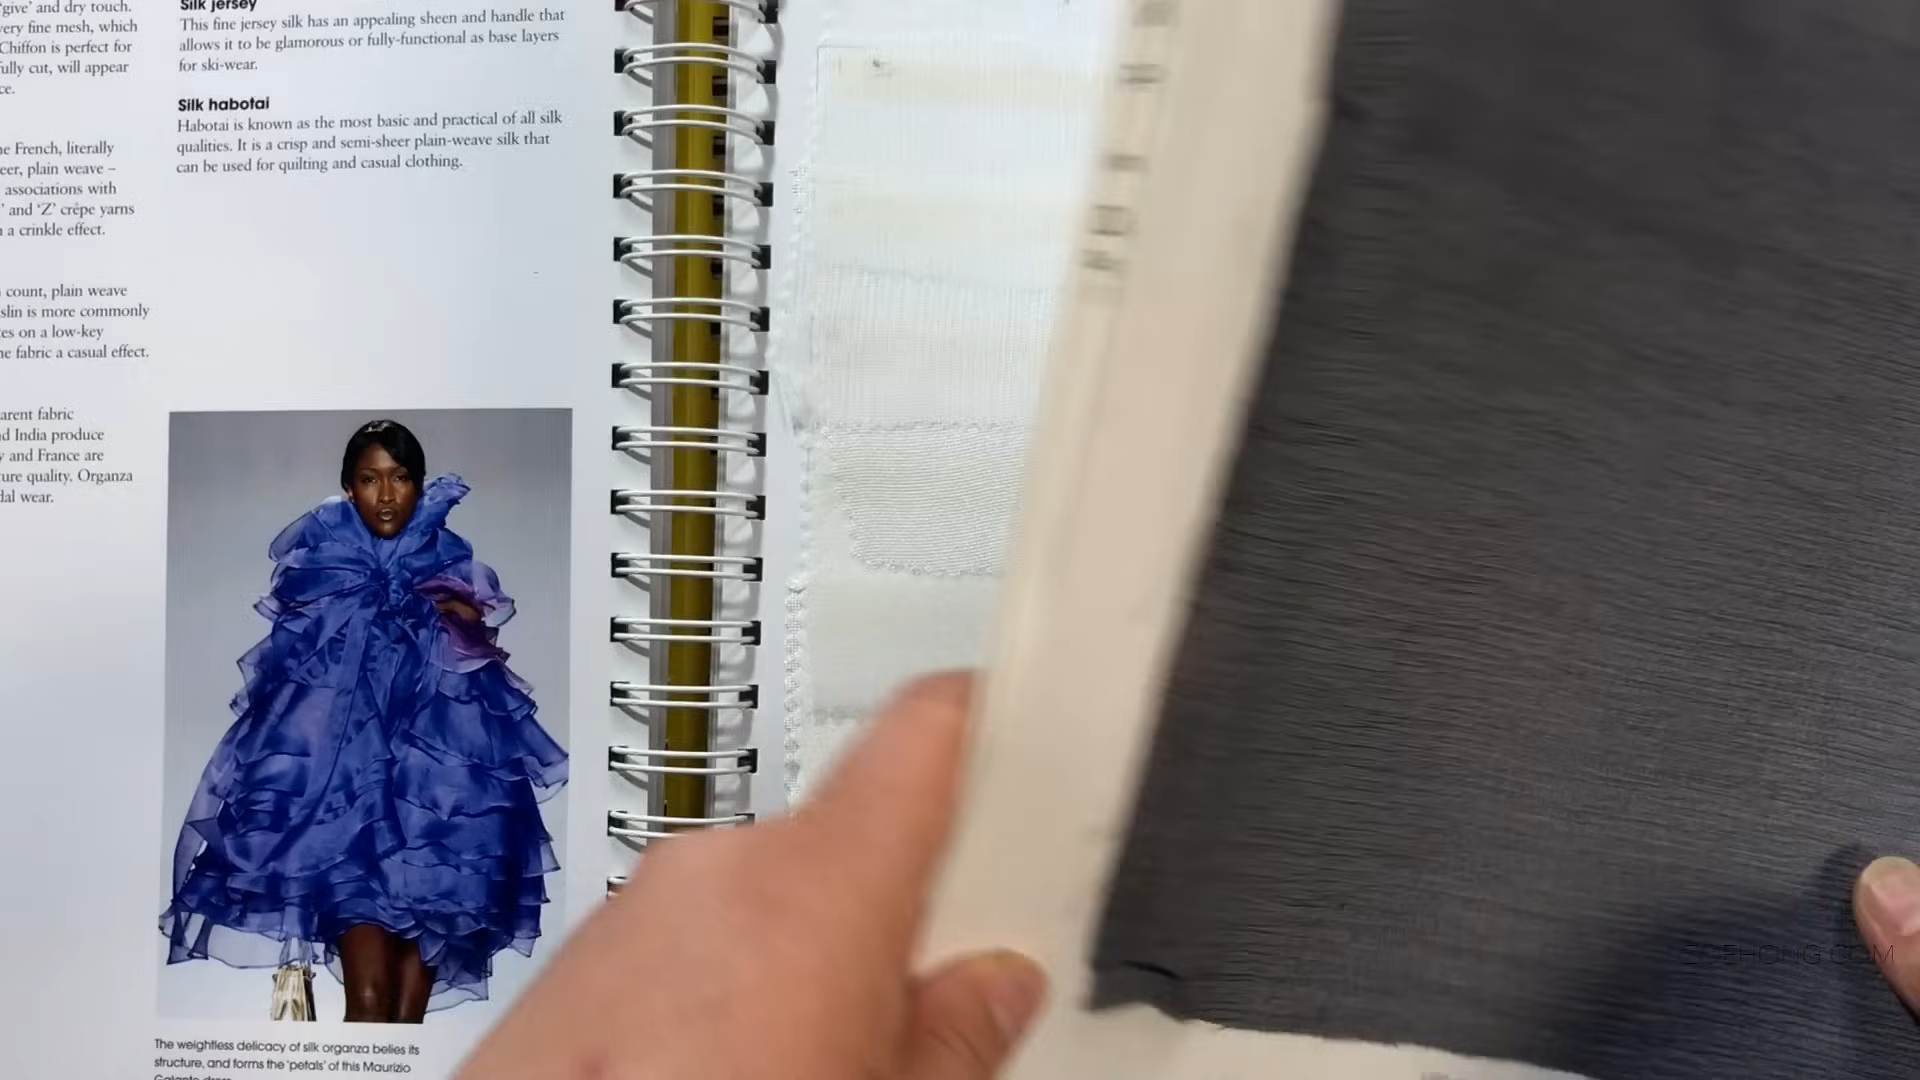 'give' and dry touch.
very fine mesh, which
Chiffon is perfect for
fully cut, will appear
ce.
ne French, literally
eer, plain weave –
associations with
' and 'Z' crêpe yarns
a crinkle effect.
count, plain weave
slin is more commonly
es on a low-key
he fabric a casual effect.
arent fabric
nd India produce
y and France are
ure quality. Organza
dal wear.
Silk jersey
This fine jersey silk has an appealing sheen and handle that
allows it to be glamorous or fully-functional as base layers
for ski-wear.
Silk habotai
Habotai is known as the most basic and practical of all silk
qualities. It is a crisp and semi-sheer plain-weave silk that
can be used for quilting and casual clothing.
The weightless delicacy of silk organza belies its
structure, and forms the 'petals' of this Maurizio
Galante dress.
ZOEHONG.COM